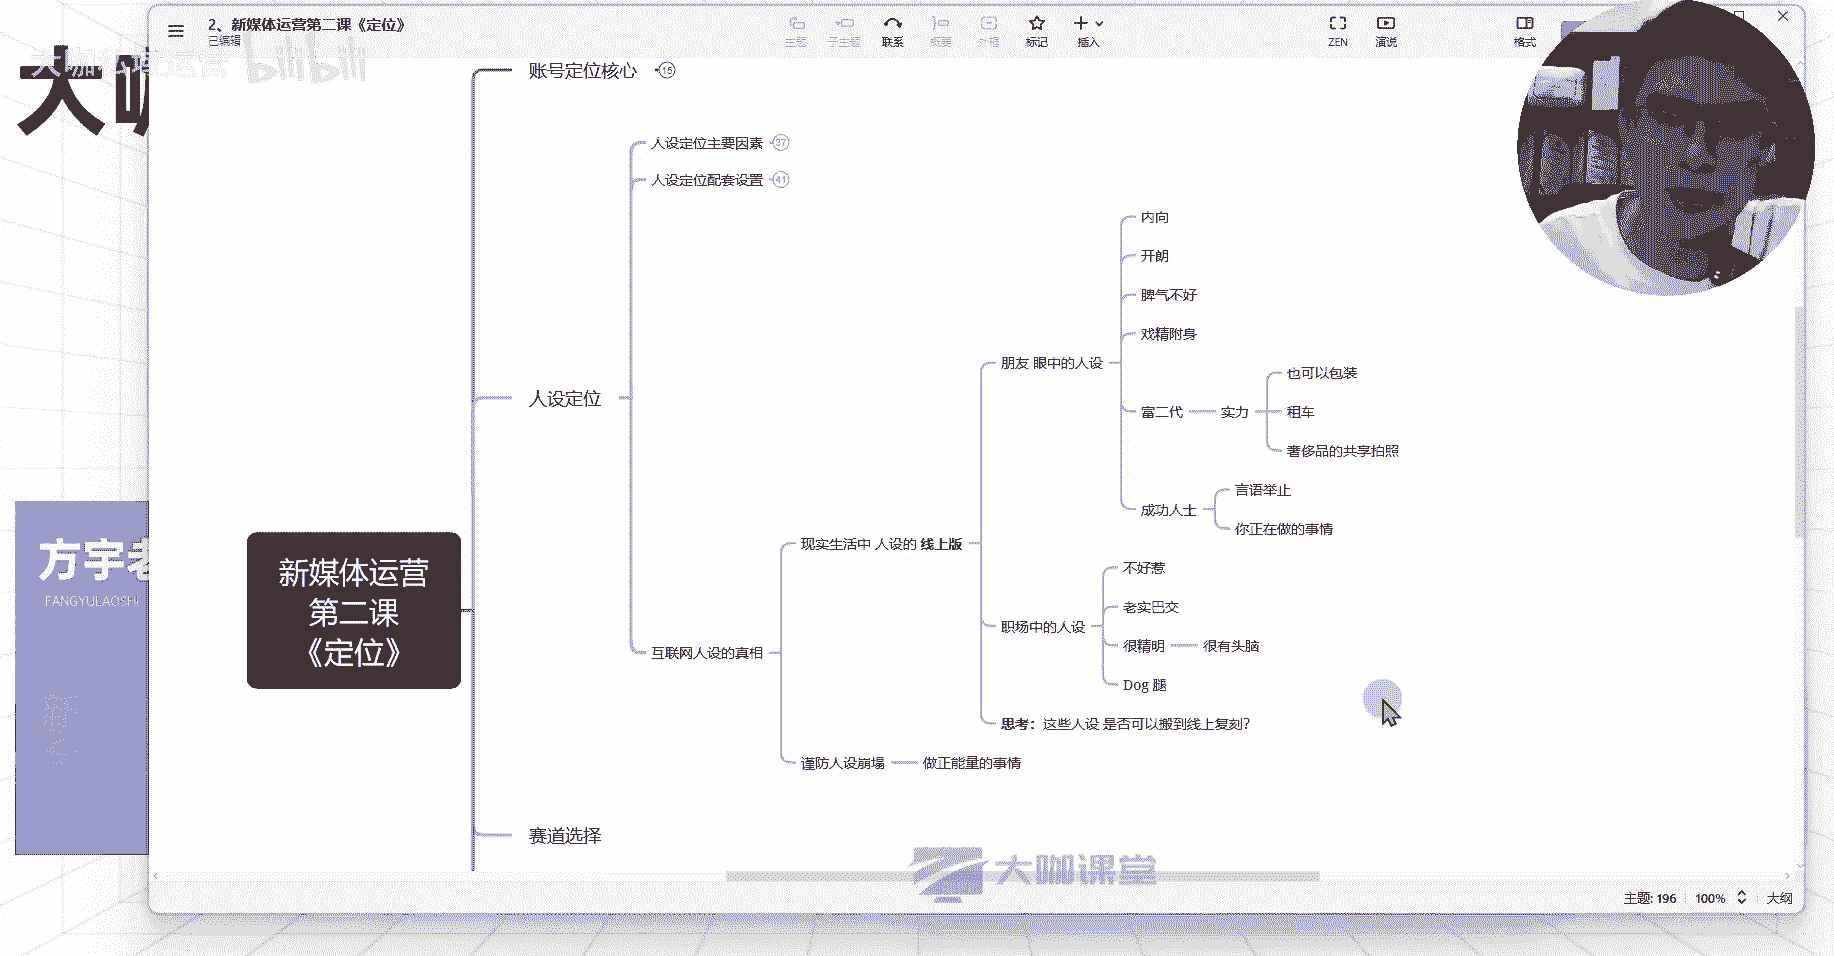 2、新媒体运营第二课《定位》
已编辑
主题
子主题
联系
概要
外框
标记
插入
ZEN
演说
格式
bilibili
大咖
账号定位核心
15
人设定位主要因素
37
人设定位配套设置
41
内向
开朗
脾气不好
戏精附身
朋友 眼中的人设
也可以包装
富二代
实力
租车
奢侈品的共享拍照
人设定位
言语举止
成功人士
你正在做的事情
现实生活中 人设的 线上版
不好惹
老实巴交
职场中的人设
很精明
很有头脑
Dog 腿
互联网人设的真相
思考：这些人设 是否可以搬到线上复刻？
谨防人设崩塌
做正能量的事情
新媒体运营
第二课
《定位》
方宇老
FANGYULAOSHI
赛道选择
大咖课堂
主题: 196
100%
大纲